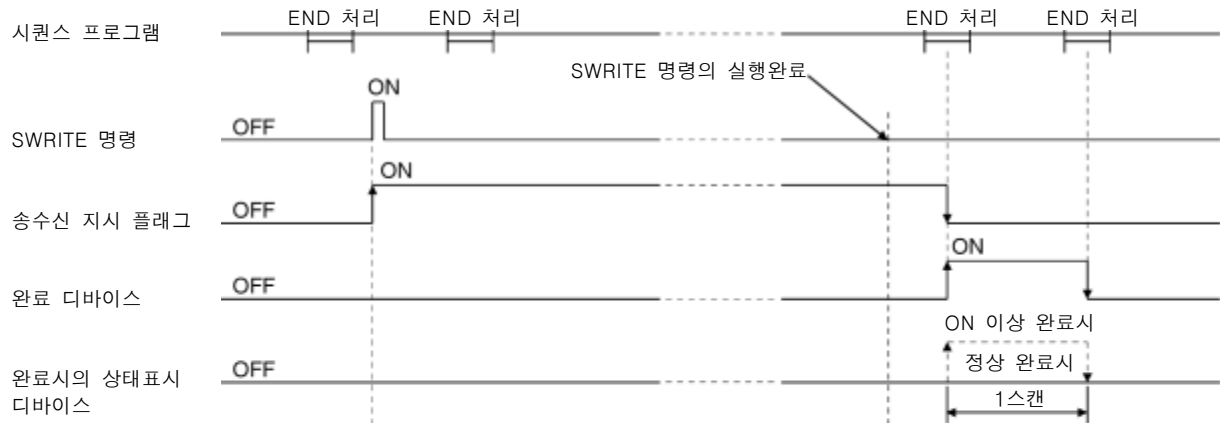 END 처리
END 처리
END 처리
END 처리
시퀀스 프로그램
SWRITE 명령의 실행완료
ON
OFF
SWRITE 명령
ON
OFF
송수신 지시 플래그
ON
OFF
완료 디바이스
ON 이상 완료시
OFF
정상 완료시
완료시의 상태표시
디바이스
1스캔